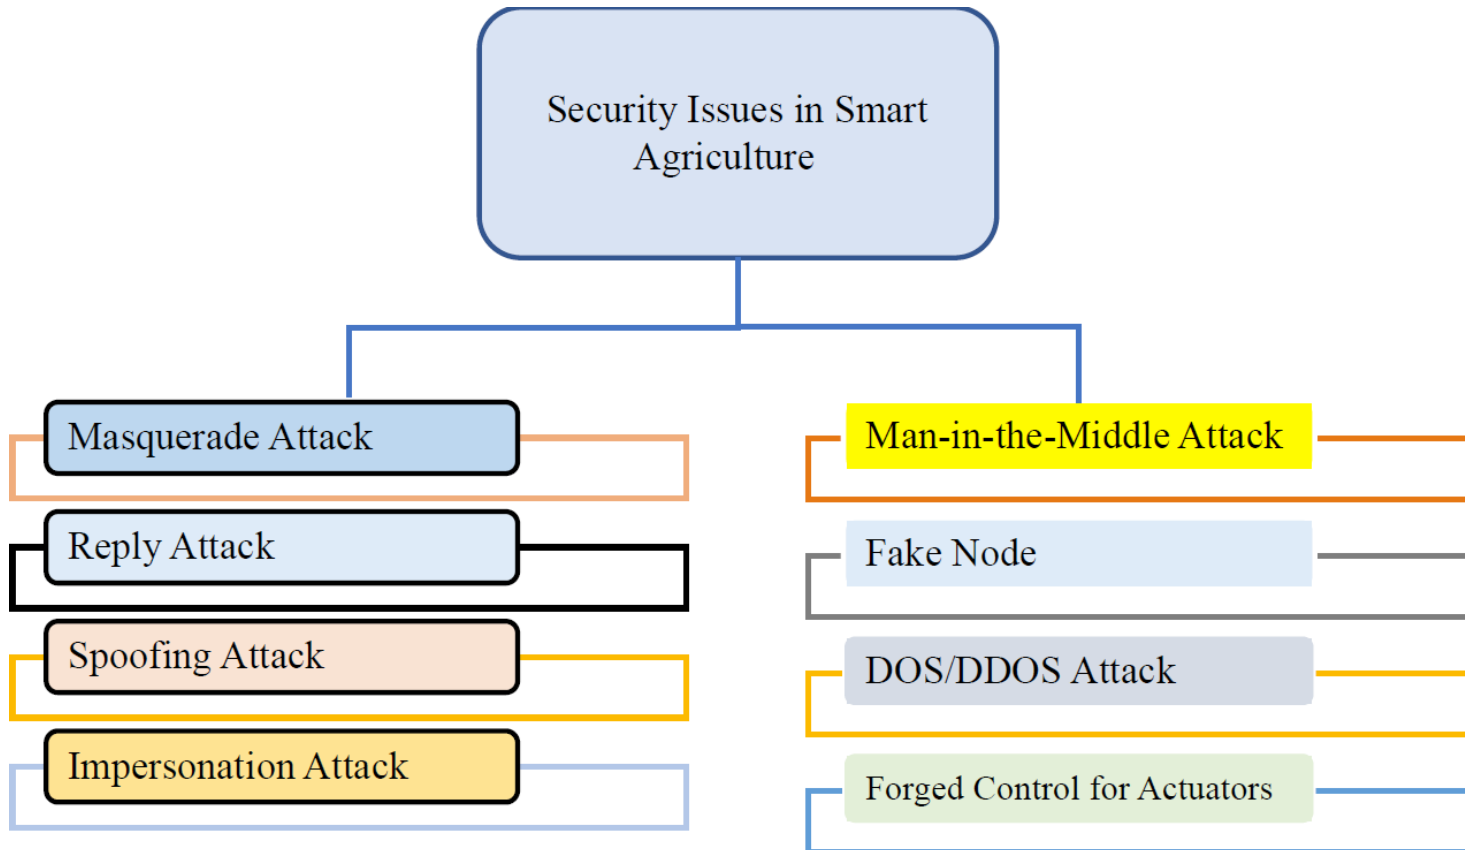 Security Issues in Smart
Agriculture
Masquerade Attack
Reply Attack
Spoofing Attack
Impersonation Attack
Man-in-the-Middle Attack
Fake Node
DOS/DDOS Attack
Forged Control for Actuators